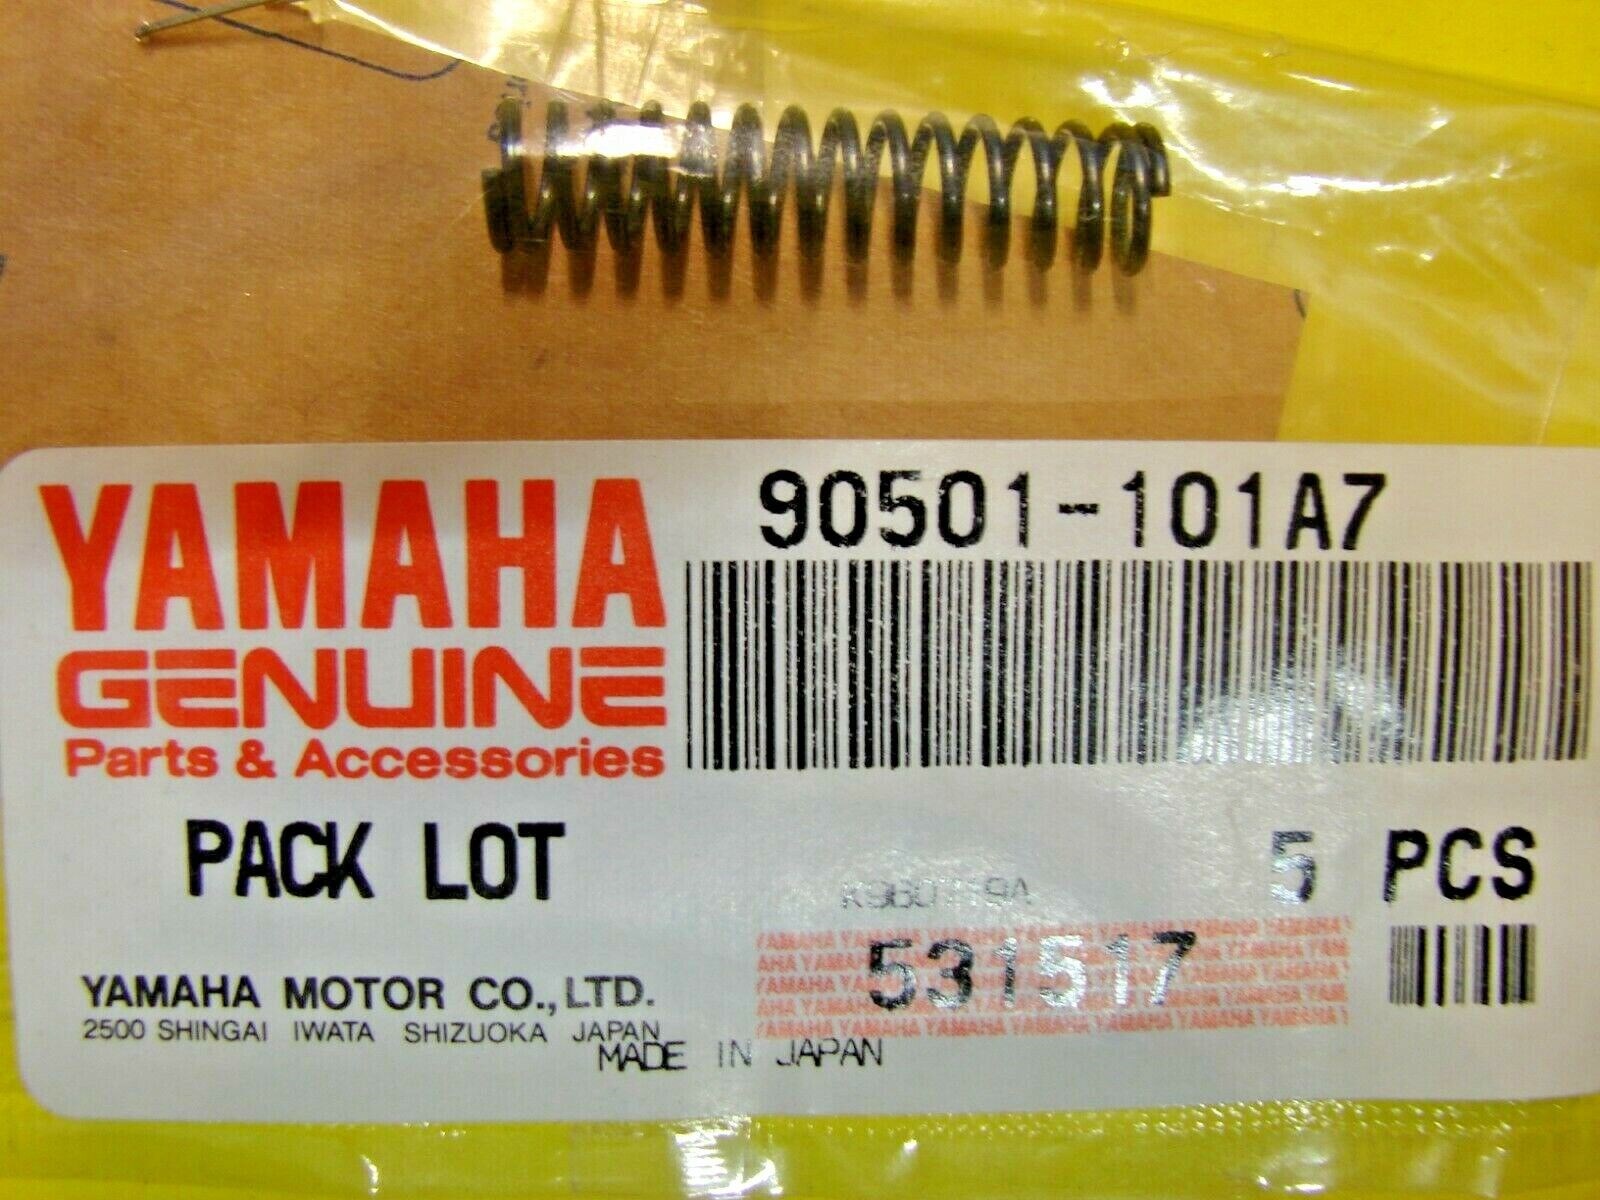 90501-101A7
YAMAHA
GENUINE
Parts & Accessories
PACK LOT
5 PCS
531517
YAMAHA MOTOR CO., LTD.
2500 SHINGAI IWATA SHIZUOKA JAPAN
MADE IN JAPAN